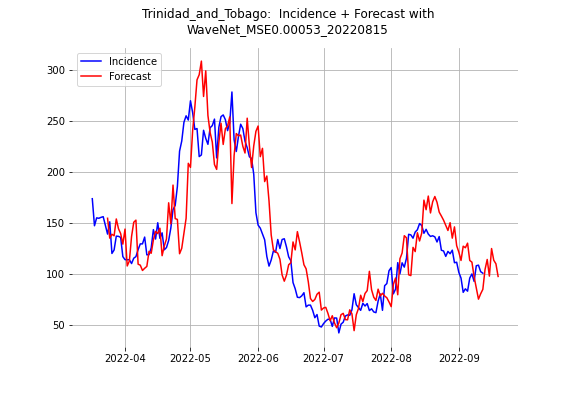 Trinidad_and_Tobago:  Incidence + Forecast with
WaveNet_MSE0.00053_20220815
Incidence
Forecast
300
250
200
150
100
50
2022-04 2022-05 2022-06 2022-07 2022-08 2022-09